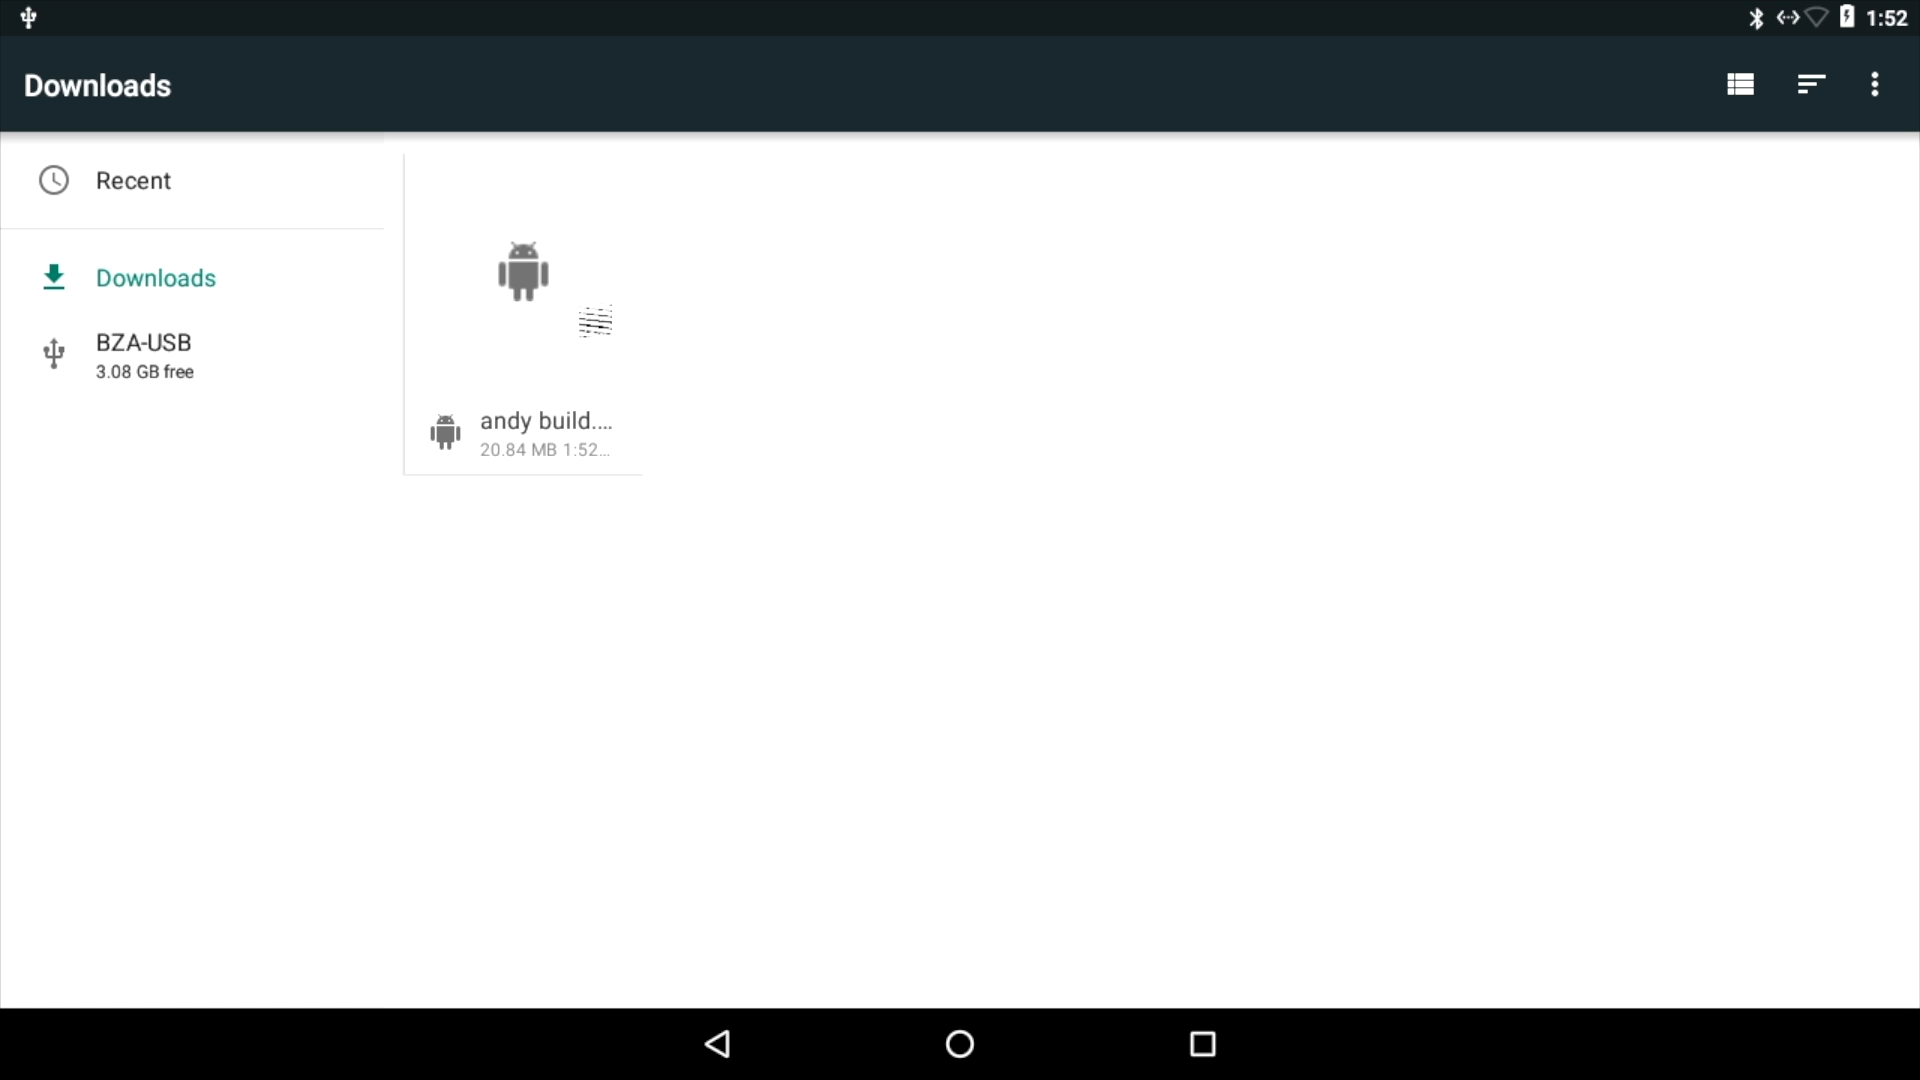 1:52
Downloads
Recent
Downloads
BZA-USB
3.08 GB free
andy build....
20.84 MB 1:52...